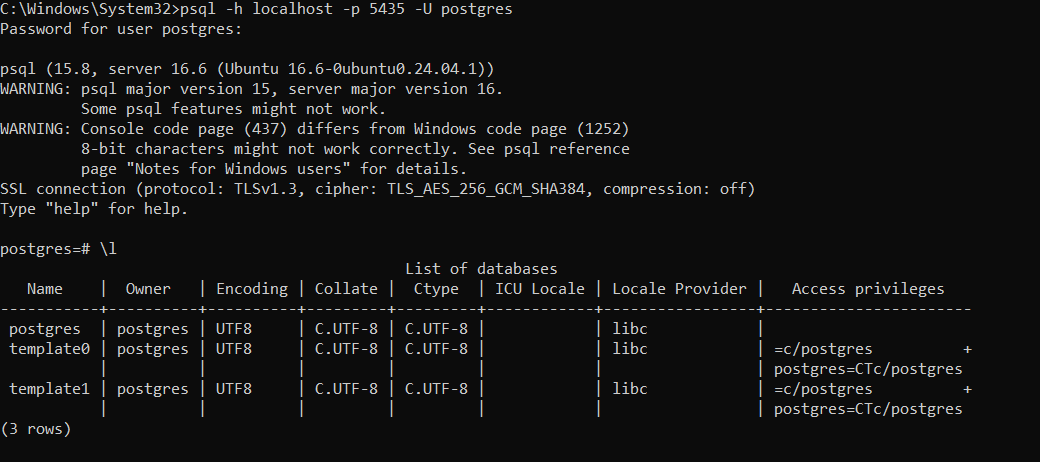 C:\Windows\System32>psql -h localhost -p 5435 -U postgres
Password for user postgres:

psql (15.8, server 16.6 (Ubuntu 16.6-0ubuntu0.24.04.1))
WARNING: psql major version 15, server major version 16.
         Some psql features might not work.
WARNING: Console code page (437) differs from Windows code page (1252)
         8-bit characters might not work correctly. See psql reference
         page "Notes for Windows users" for details.
SSL connection (protocol: TLSv1.3, cipher: TLS_AES_256_GCM_SHA384, compression: off)
Type "help" for help.

postgres=# \l
                                             List of databases
   Name    |  Owner   | Encoding | Collate |  Ctype  | ICU Locale | Locale Provider |   Access privileges
-----------+----------+----------+---------+---------+------------+-----------------+-----------------------
 postgres  | postgres | UTF8     | C.UTF-8 | C.UTF-8 |            | libc            |
 template0 | postgres | UTF8     | C.UTF-8 | C.UTF-8 |            | libc            | =c/postgres          +
           |          |          |         |         |            |                 | postgres=CTc/postgres
 template1 | postgres | UTF8     | C.UTF-8 | C.UTF-8 |            | libc            | =c/postgres          +
           |          |          |         |         |            |                 | postgres=CTc/postgres
(3 rows)